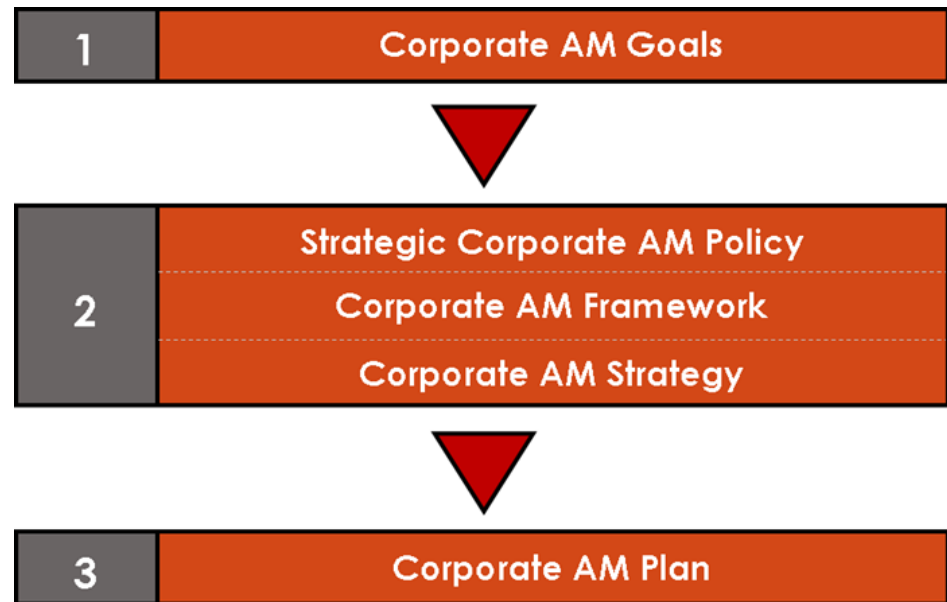 1
Corporate AM Goals
2
Strategic Corporate AM Policy
Corporate AM Framework
Corporate AM Strategy
3
Corporate AM Plan